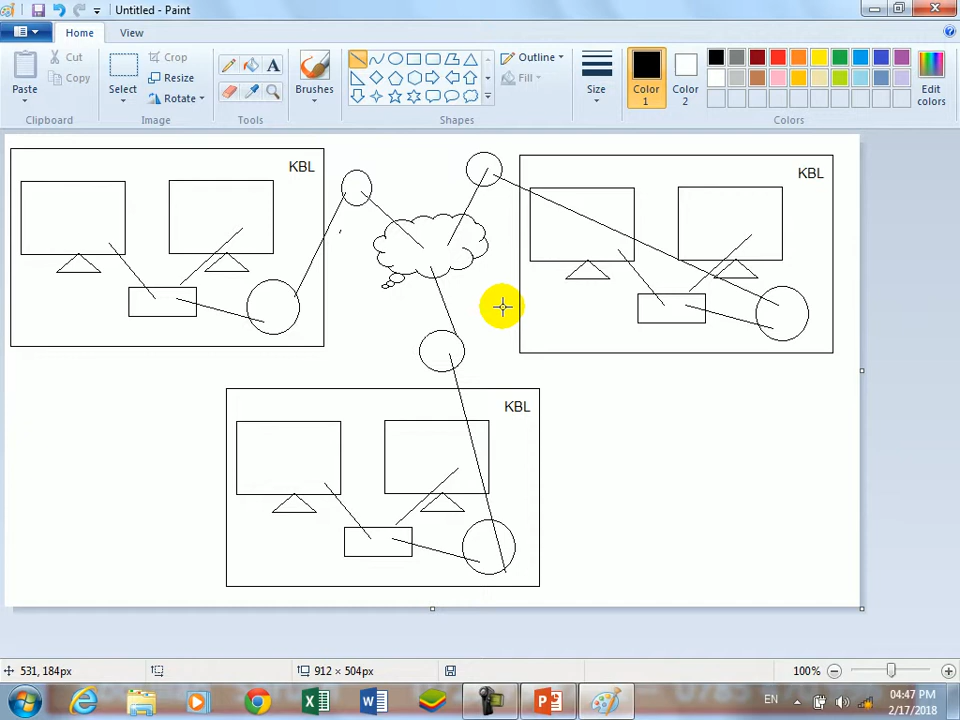 Untitled - Paint
Home
View
Paste
Cut
Copy
Clipboard
Select
Crop
Resize
Rotate
Image
A
Tools
Brushes
Shapes
Outline
Fill
Size
Color 1
Color 2
Edit colors
Colors
KBL
KBL
KBL
531, 184px
912 × 504px
100%
EN
04:47 PM
2/17/2018